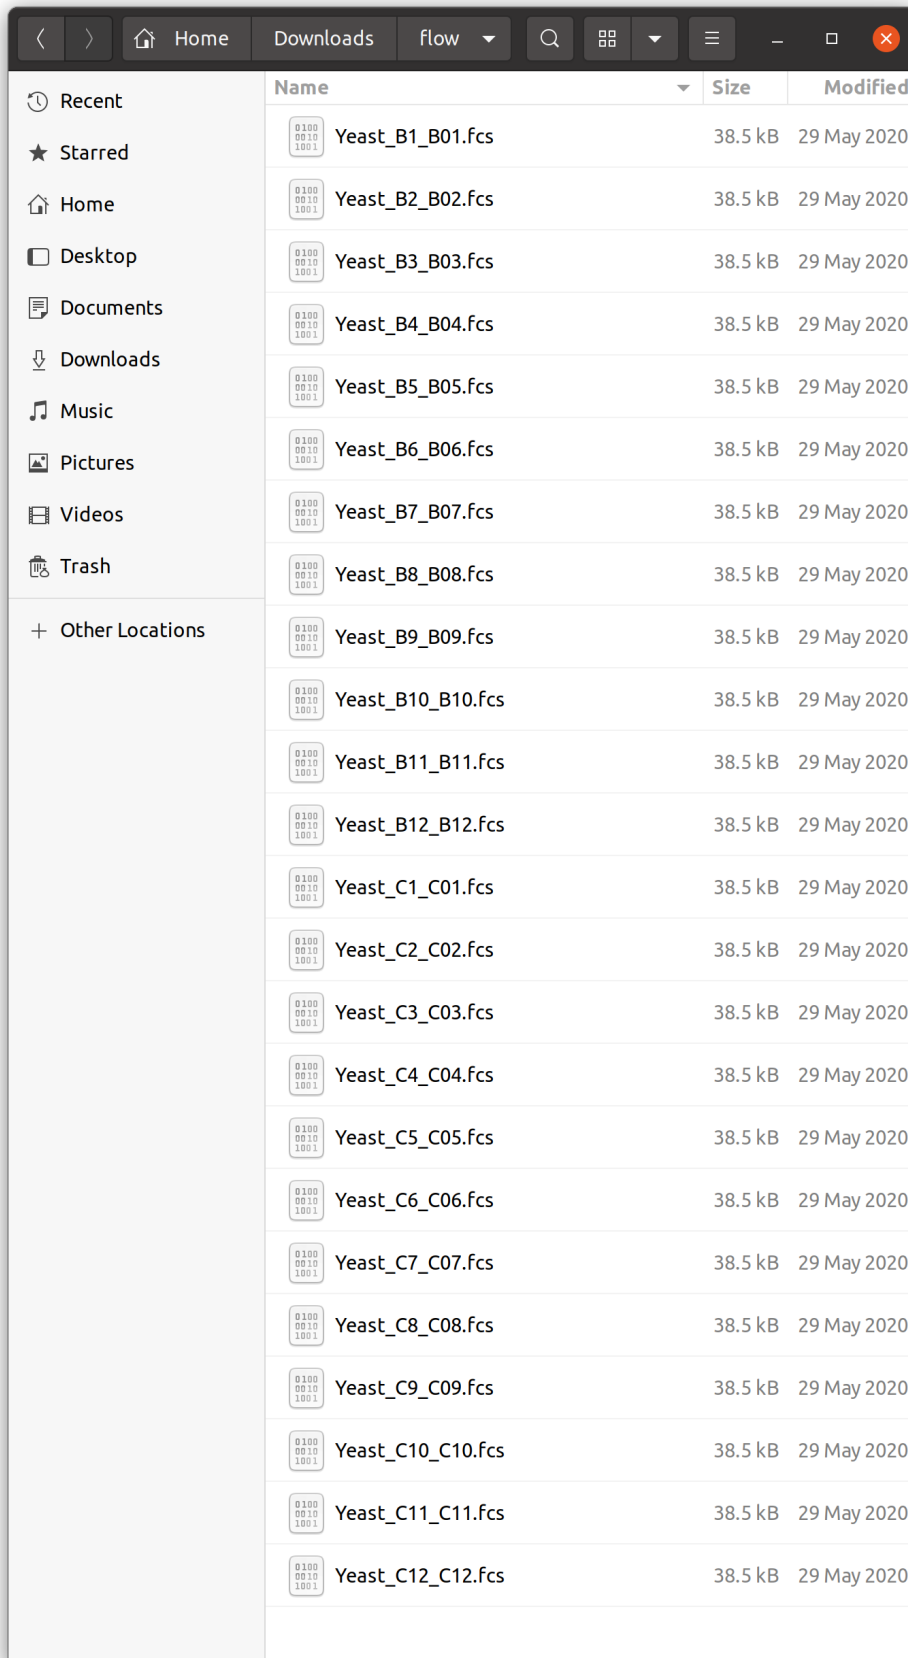 Home Downloads flow
Name Size Modified
Recent
Starred
Home
Desktop
Documents
Downloads
Music
Pictures
Videos
Trash
Other Locations
Yeast_B1_B01.fcs 38.5 kB 29 May 2020
Yeast_B2_B02.fcs 38.5 kB 29 May 2020
Yeast_B3_B03.fcs 38.5 kB 29 May 2020
Yeast_B4_B04.fcs 38.5 kB 29 May 2020
Yeast_B5_B05.fcs 38.5 kB 29 May 2020
Yeast_B6_B06.fcs 38.5 kB 29 May 2020
Yeast_B7_B07.fcs 38.5 kB 29 May 2020
Yeast_B8_B08.fcs 38.5 kB 29 May 2020
Yeast_B9_B09.fcs 38.5 kB 29 May 2020
Yeast_B10_B10.fcs 38.5 kB 29 May 2020
Yeast_B11_B11.fcs 38.5 kB 29 May 2020
Yeast_B12_B12.fcs 38.5 kB 29 May 2020
Yeast_C1_C01.fcs 38.5 kB 29 May 2020
Yeast_C2_C02.fcs 38.5 kB 29 May 2020
Yeast_C3_C03.fcs 38.5 kB 29 May 2020
Yeast_C4_C04.fcs 38.5 kB 29 May 2020
Yeast_C5_C05.fcs 38.5 kB 29 May 2020
Yeast_C6_C06.fcs 38.5 kB 29 May 2020
Yeast_C7_C07.fcs 38.5 kB 29 May 2020
Yeast_C8_C08.fcs 38.5 kB 29 May 2020
Yeast_C9_C09.fcs 38.5 kB 29 May 2020
Yeast_C10_C10.fcs 38.5 kB 29 May 2020
Yeast_C11_C11.fcs 38.5 kB 29 May 2020
Yeast_C12_C12.fcs 38.5 kB 29 May 2020